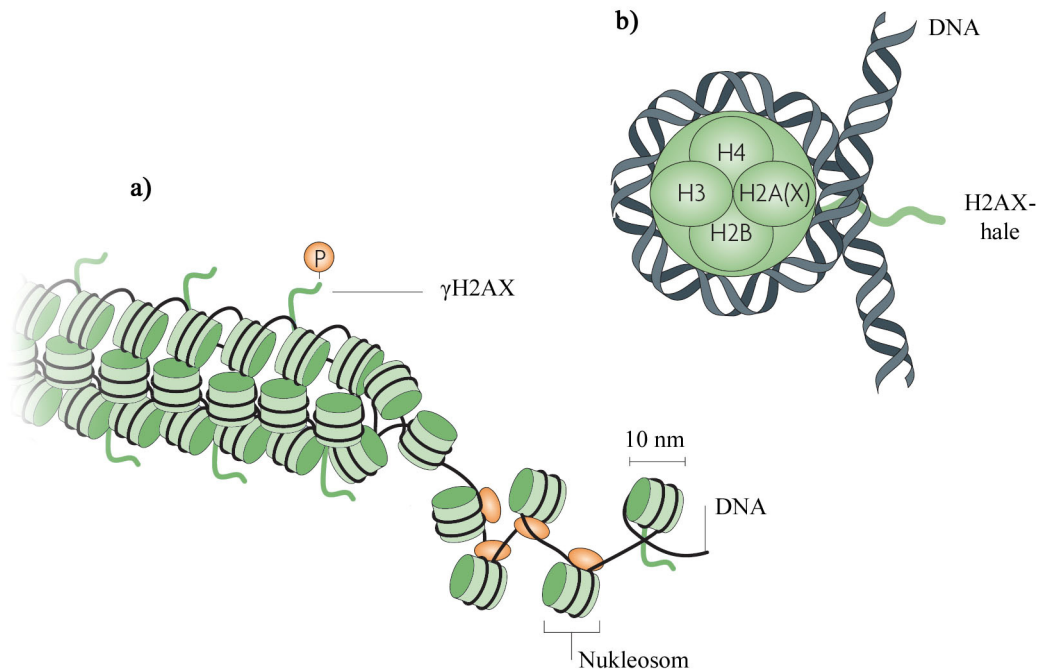 b)
DNA
H4
H3
H2A(X)
H2B
H2AX-
hale
a)
P
γH2AX
10 nm
DNA
Nukleosom